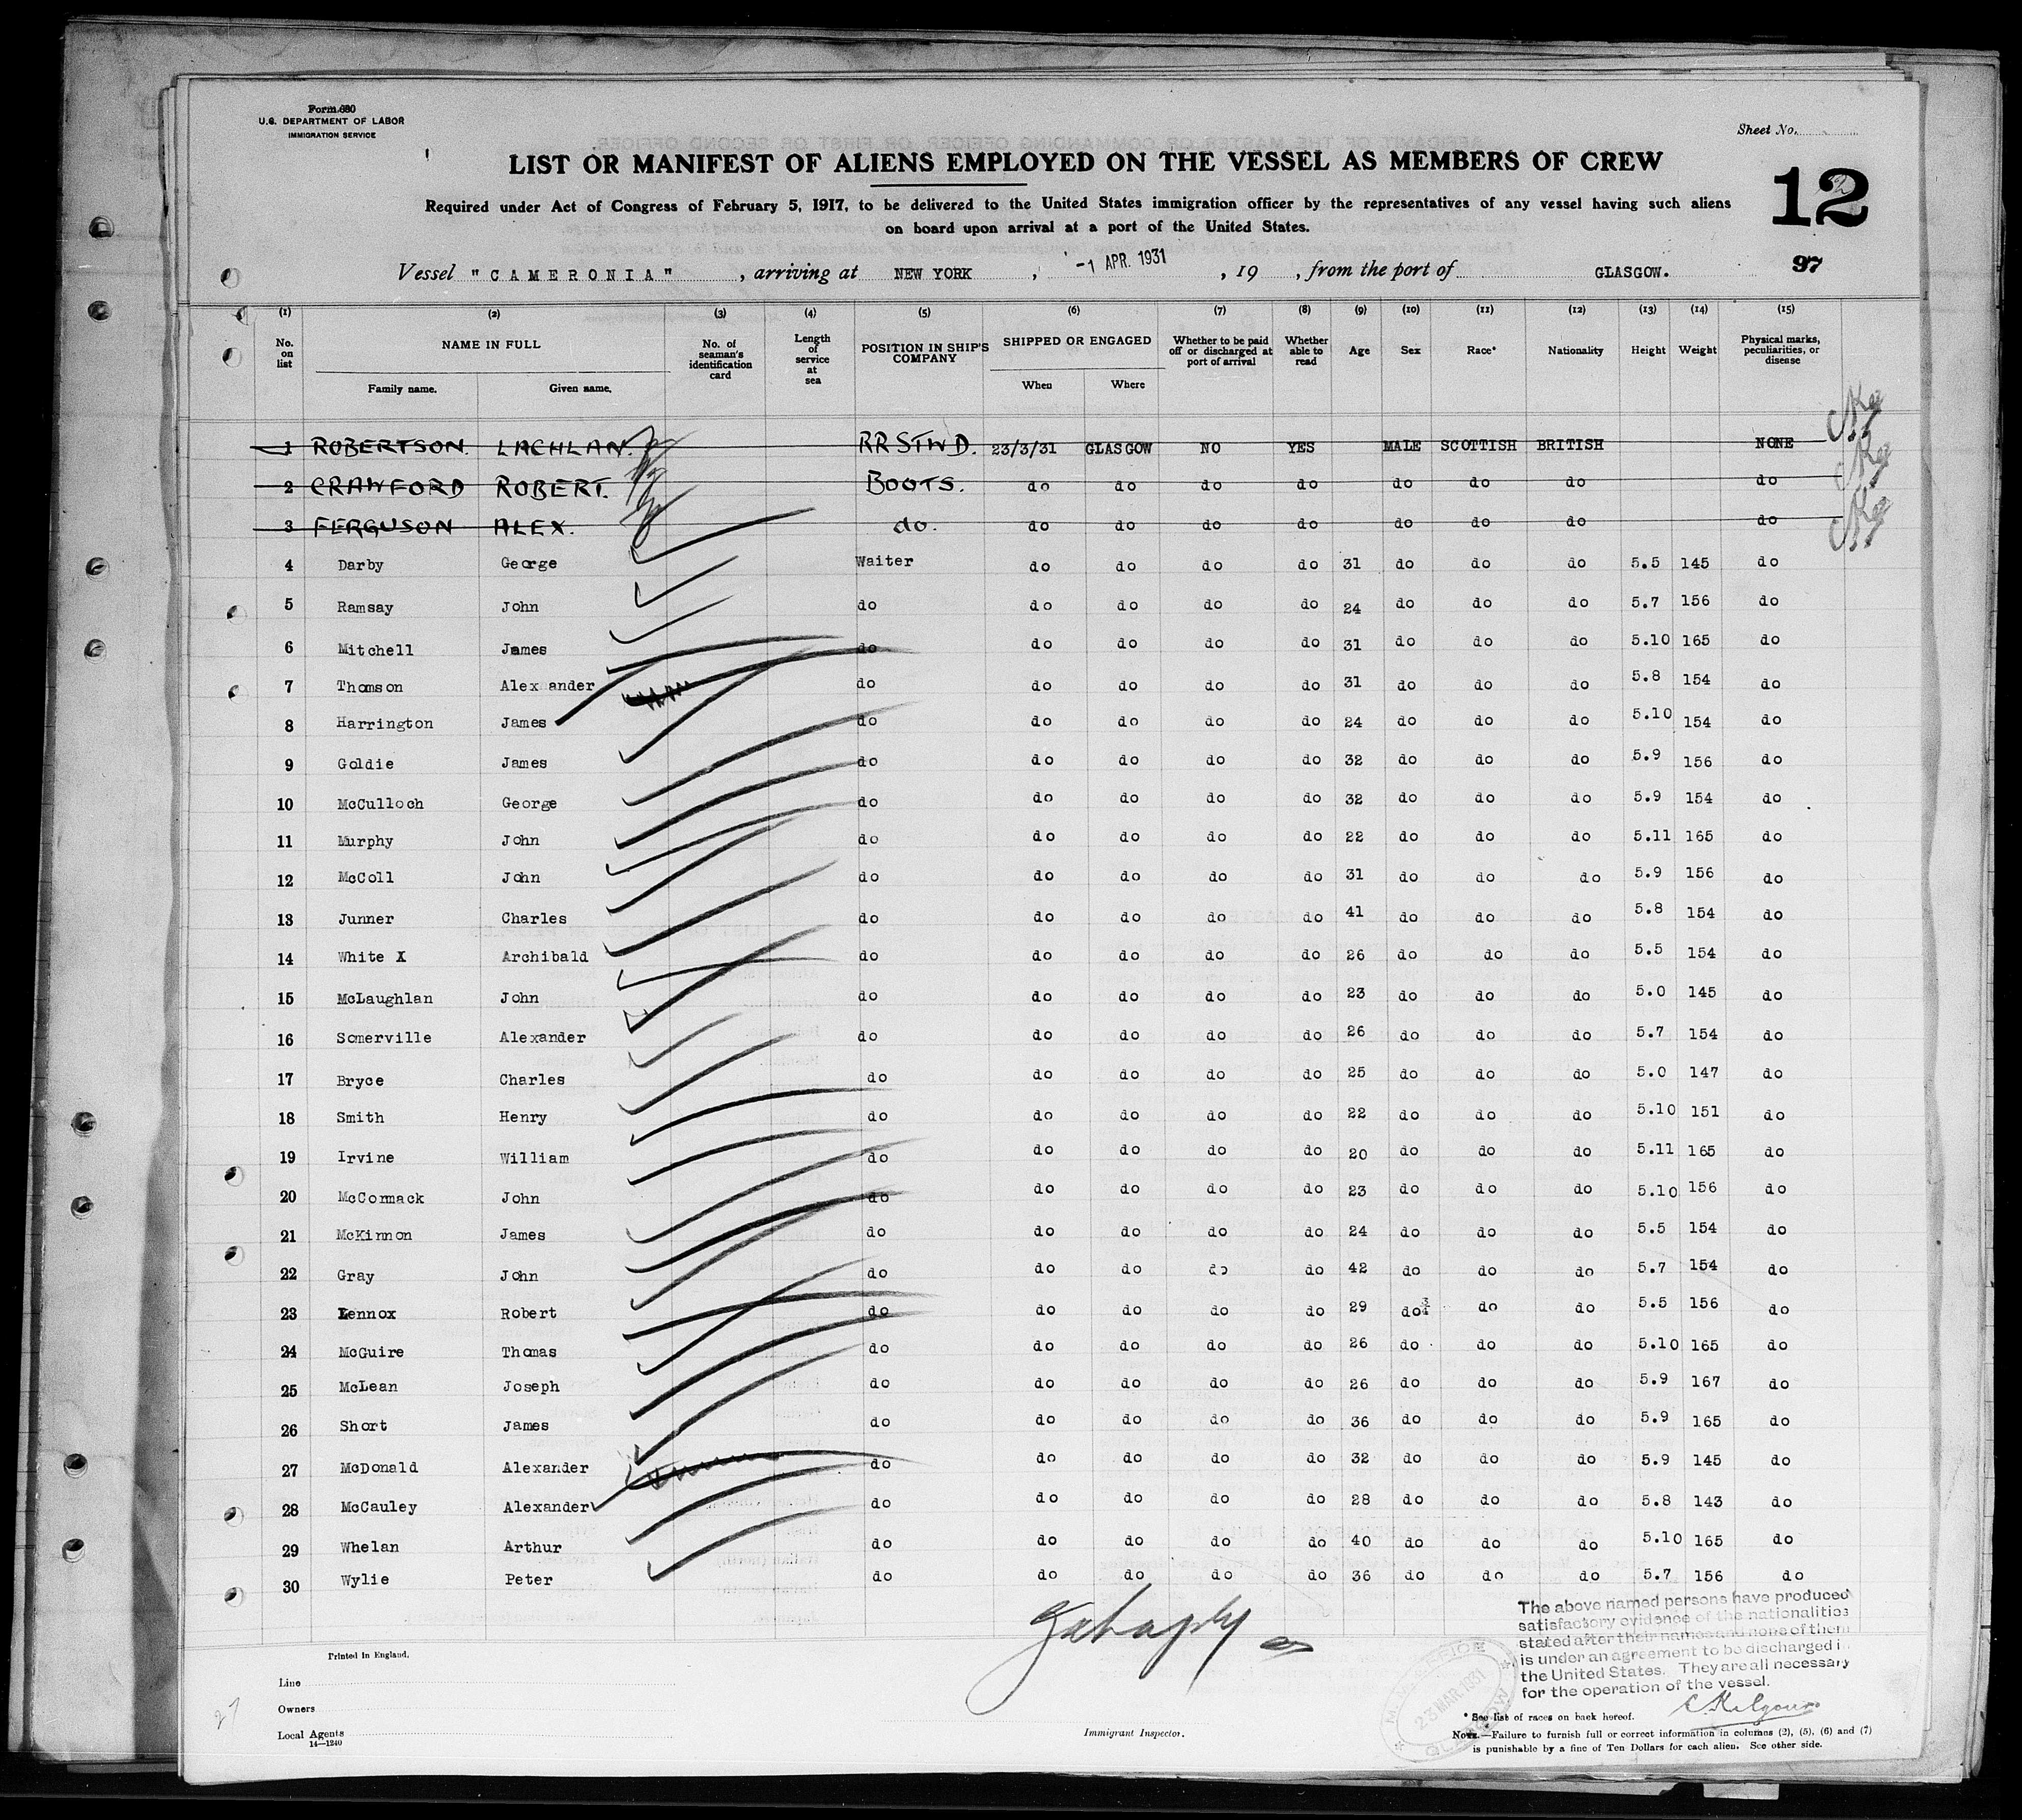 Form 680
U.S. DEPARTMENT OF LABOR
IMMIGRATION SERVICE
Sheet No.
LIST OR MANIFEST OF ALIENS EMPLOYED ON THE VESSEL AS MEMBERS OF CREW
12
Required under Act of Congress of February 5, 1917, to be delivered to the United States immigration officer by the representatives of any vessel having such aliens
on board upon arrival at a port of the United States.
Vessel "CAMERONIA", arriving at NEW YORK, -1 APR. 1931, 19 , from the port of GLASGOW.
97
(1) (2) (3) (4) (5) (6) (7) (8) (9) (10) (11) (12) (13) (14) (15)
No. on list NAME IN FULL Family name. Given name. No. of seaman's identification card Length of service at sea POSITION IN SHIP'S COMPANY SHIPPED OR ENGAGED When Where Whether to be paid off or discharged at port of arrival Whether able to read Age Sex Race* Nationality Height Weight Physical marks, peculiarities, or disease
1 ROBERTSON. LACHLAN. RRSTWD. 23/3/31 GLASGOW NO YES MALE SCOTTISH BRITISH NONE
2 CRAWFORD ROBERT. BOOTS. do do do do do do do do
3 FERGUSON ALEX. do. do do do do do do do do
4 Darby George Waiter do do do do 31 do do do 5.5 145 do
5 Ramsay John do do do do do 24 do do do 5.7 156 do
6 Mitchell James do do do do do 31 do do do 5.10 165 do
7 Thomson Alexander do do do do do 31 do do do 5.8 154 do
8 Harrington James do do do do do 24 do do do 5.10 154 do
9 Goldie James do do do do do 32 do do do 5.9 156 do
10 McCulloch George do do do do do 32 do do do 5.9 154 do
11 Murphy John do do do do do 22 do do do 5.11 165 do
12 McColl John do do do do do 31 do do do 5.9 156 do
13 Junner Charles do do do do do 41 do do do 5.8 154 do
14 White X Archibald do do do do do 26 do do do 5.5 154 do
15 McLaughlan John do do do do do 23 do do do 5.0 145 do
16 Somerville Alexander do do do do do 26 do do do 5.7 154 do
17 Bryce Charles do do do do do 25 do do do 5.0 147 do
18 Smith Henry do do do do do 22 do do do 5.10 151 do
19 Irvine William do do do do do 20 do do do 5.11 165 do
20 McCormack John do do do do do 23 do do do 5.10 156 do
21 McKinnon James do do do do do 24 do do do 5.5 154 do
22 Gray John do do do do do 42 do do do 5.7 154 do
23 Lennox Robert do do do do do 29 do¾ do do 5.5 156 do
24 McGuire Thomas do do do do do 26 do do do 5.10 165 do
25 McLean Joseph do do do do do 26 do do do 5.9 167 do
26 Short James do do do do do 36 do do do 5.9 165 do
27 McDonald Alexander do do do do do 32 do do do 5.9 145 do
28 McCauley Alexander do do do do do 28 do do do 5.8 143 do
29 Whelan Arthur do do do do do 40 do do do 5.10 165 do
30 Wylie Peter do do do do do 36 do do do 5.7 156 do
The above named persons have produced
satisfactory evidence of the nationalities
stated after their names and none of them
is under an agreement to be discharged in
the United States. They are all necessary
for the operation of the vessel.
Printed in England.
Line
Owners
Local Agents
14—1240
27
Immigrant Inspector.
23 MAR. 1931
GLASGOW
* See list of races on back hereof.
NOTE.—Failure to furnish full or correct information in columns (2), (5), (6) and (7)
is punishable by a fine of Ten Dollars for each alien. See other side.